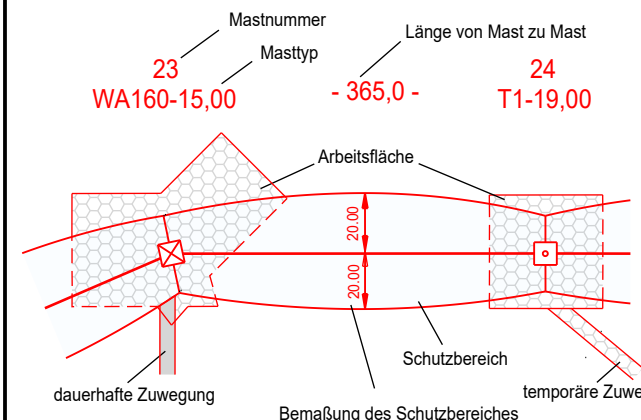 Mastnummer
Masttyp
Länge von Mast zu Mast
23
WA160-15,00
- 365,0 -
24
T1-19,00
Arbeitsfläche
20.00
20.00
Schutzbereich
dauerhafte Zuwegung
temporäre Zuwe
Bemaßung des Schutzbereiches